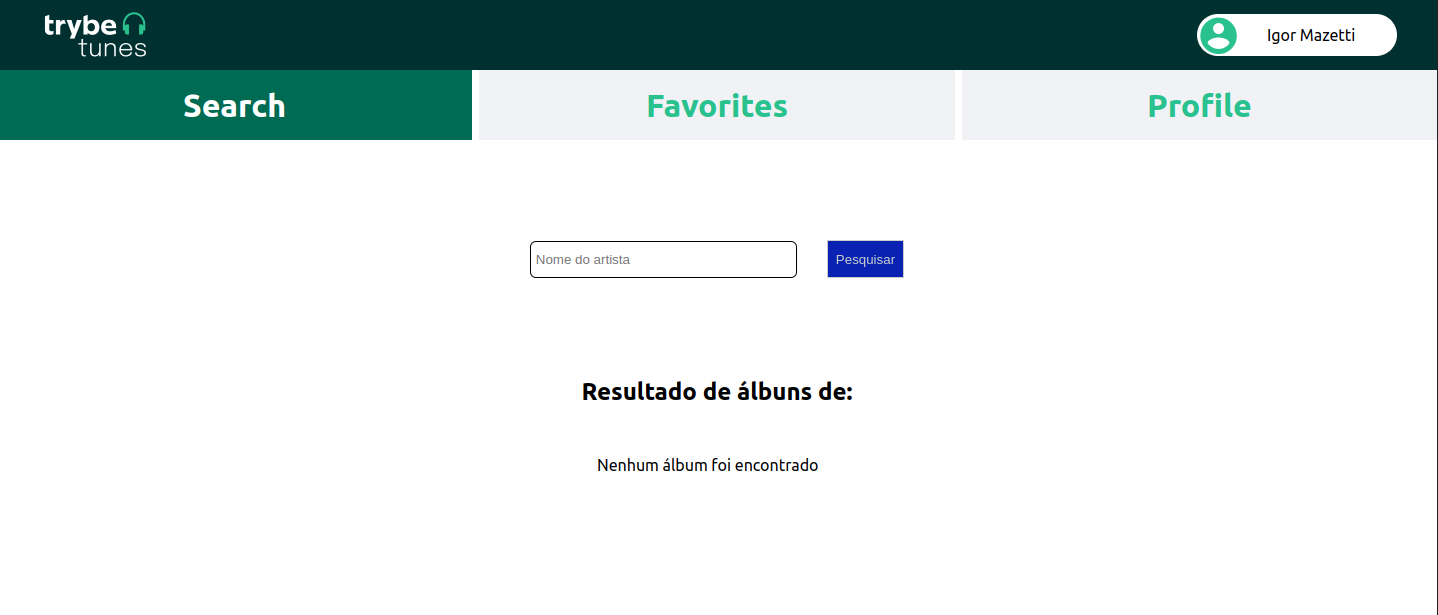 trybe
tunes
Igor Mazetti
Search
Favorites
Profile
Nome do artista
Pesquisar
Resultado de álbuns de:
Nenhum álbum foi encontrado